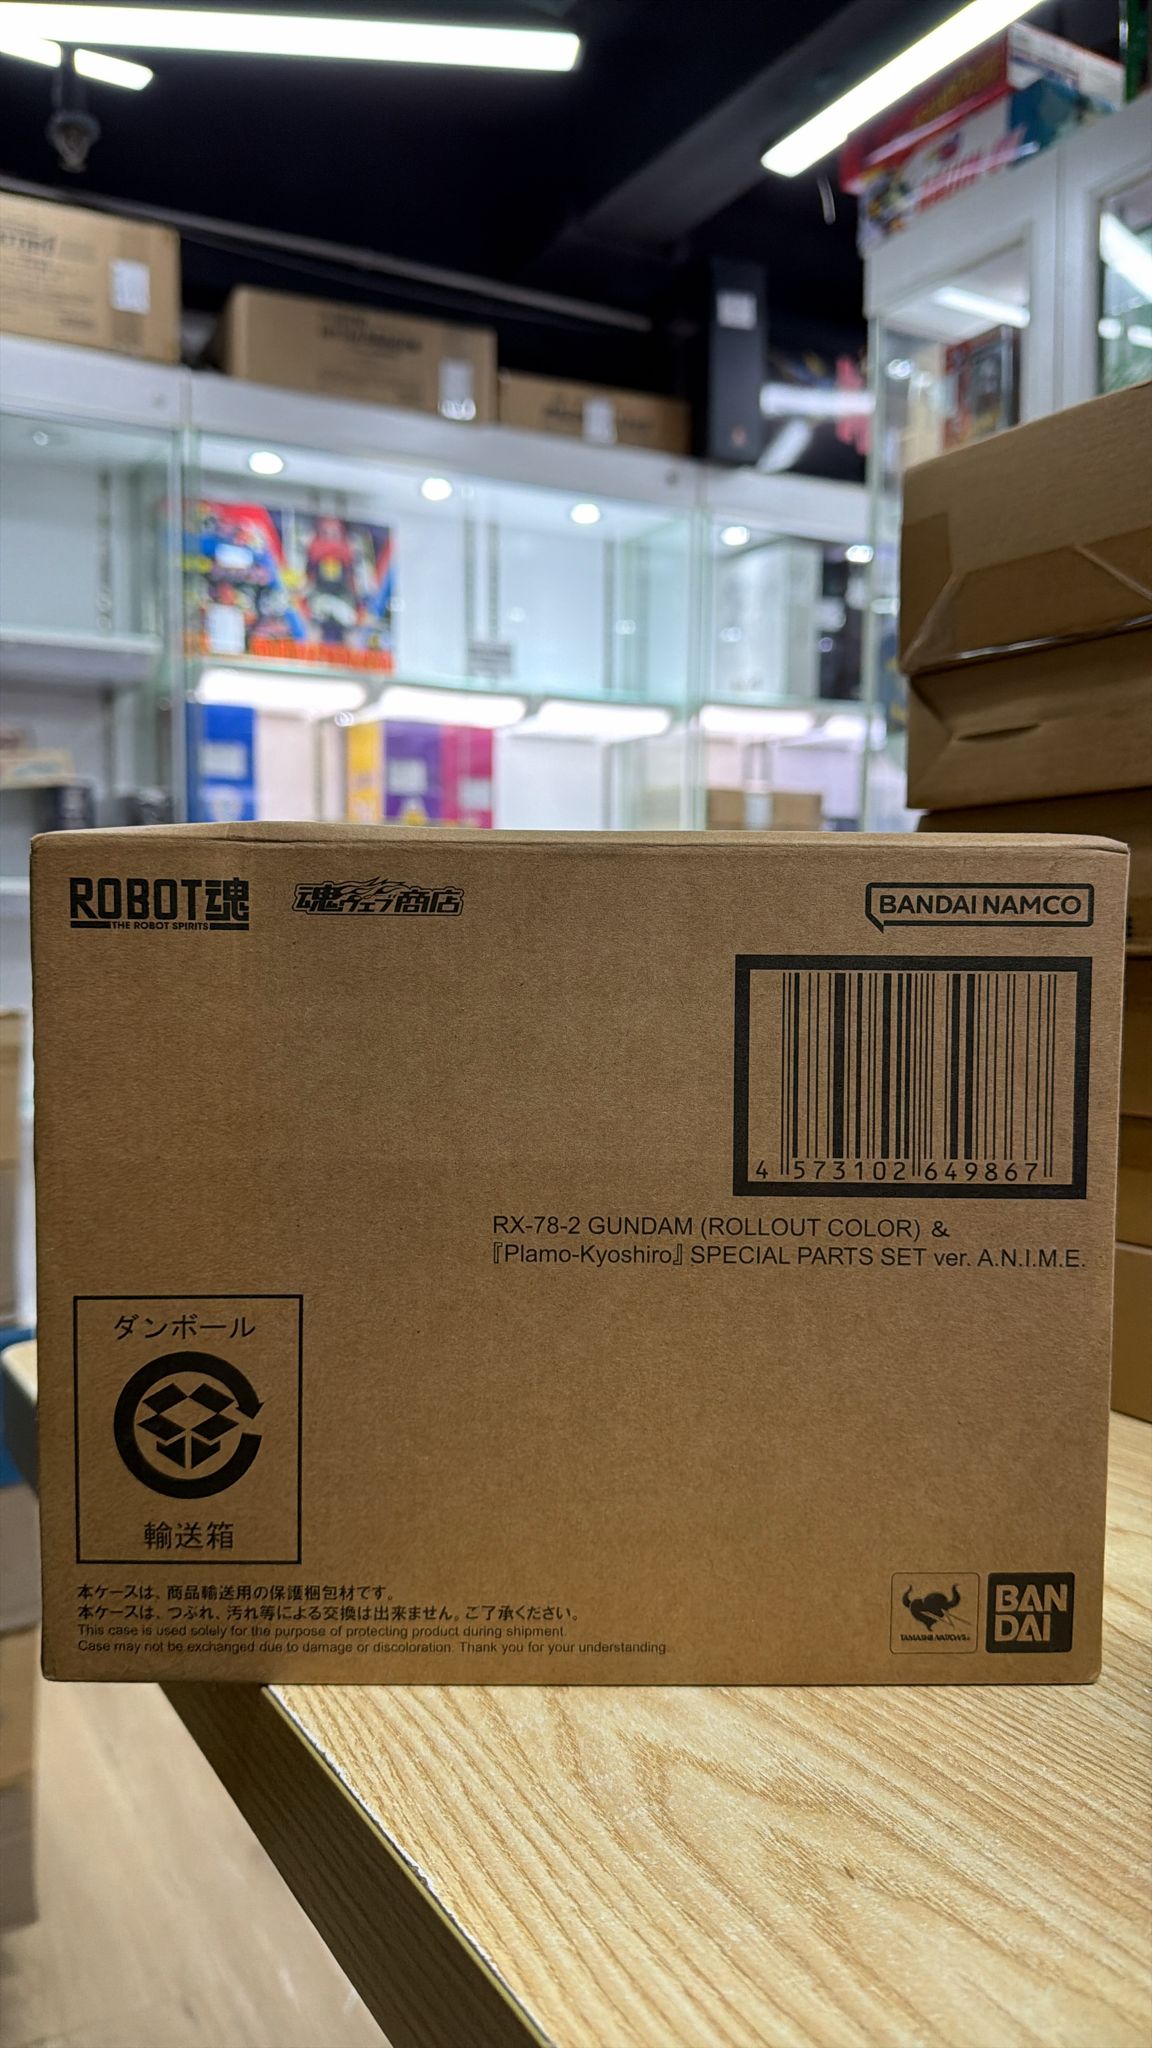 ROBOT魂
THE ROBOT SPIRITS
魂ウェブ商店
BANDAI NAMCO
4 573102 649867
RX-78-2 GUNDAM (ROLLOUT COLOR) &
『Plamo-Kyoshiro』 SPECIAL PARTS SET ver. A.N.I.M.E.
ダンボール
輸送箱
本ケースは、商品輸送用の保護梱包材です。
本ケースは、つぶれ、汚れ等による交換は出来ません。ご了承ください。
This case is used solely for the purpose of protecting product during shipment.
Case may not be exchanged due to damage or discoloration. Thank you for your understanding.
TAMASHII NATIONS
BAN
DAI